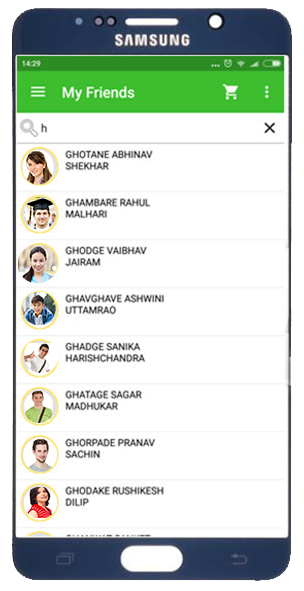 SAMSUNG
14:29
My Friends
h
GHOTANE ABHINAV
SHEKHAR
GHAMBARE RAHUL
MALHARI
GHODGE VAIBHAV
JAIRAM
GHAVGHAVE ASHWINI
UTTAMRAO
GHADGE SANIKA
HARISHCHANDRA
GHATAGE SAGAR
MADHUKAR
GHORPADE PRANAV
SACHIN
GHODAKE RUSHIKESH
DILIP